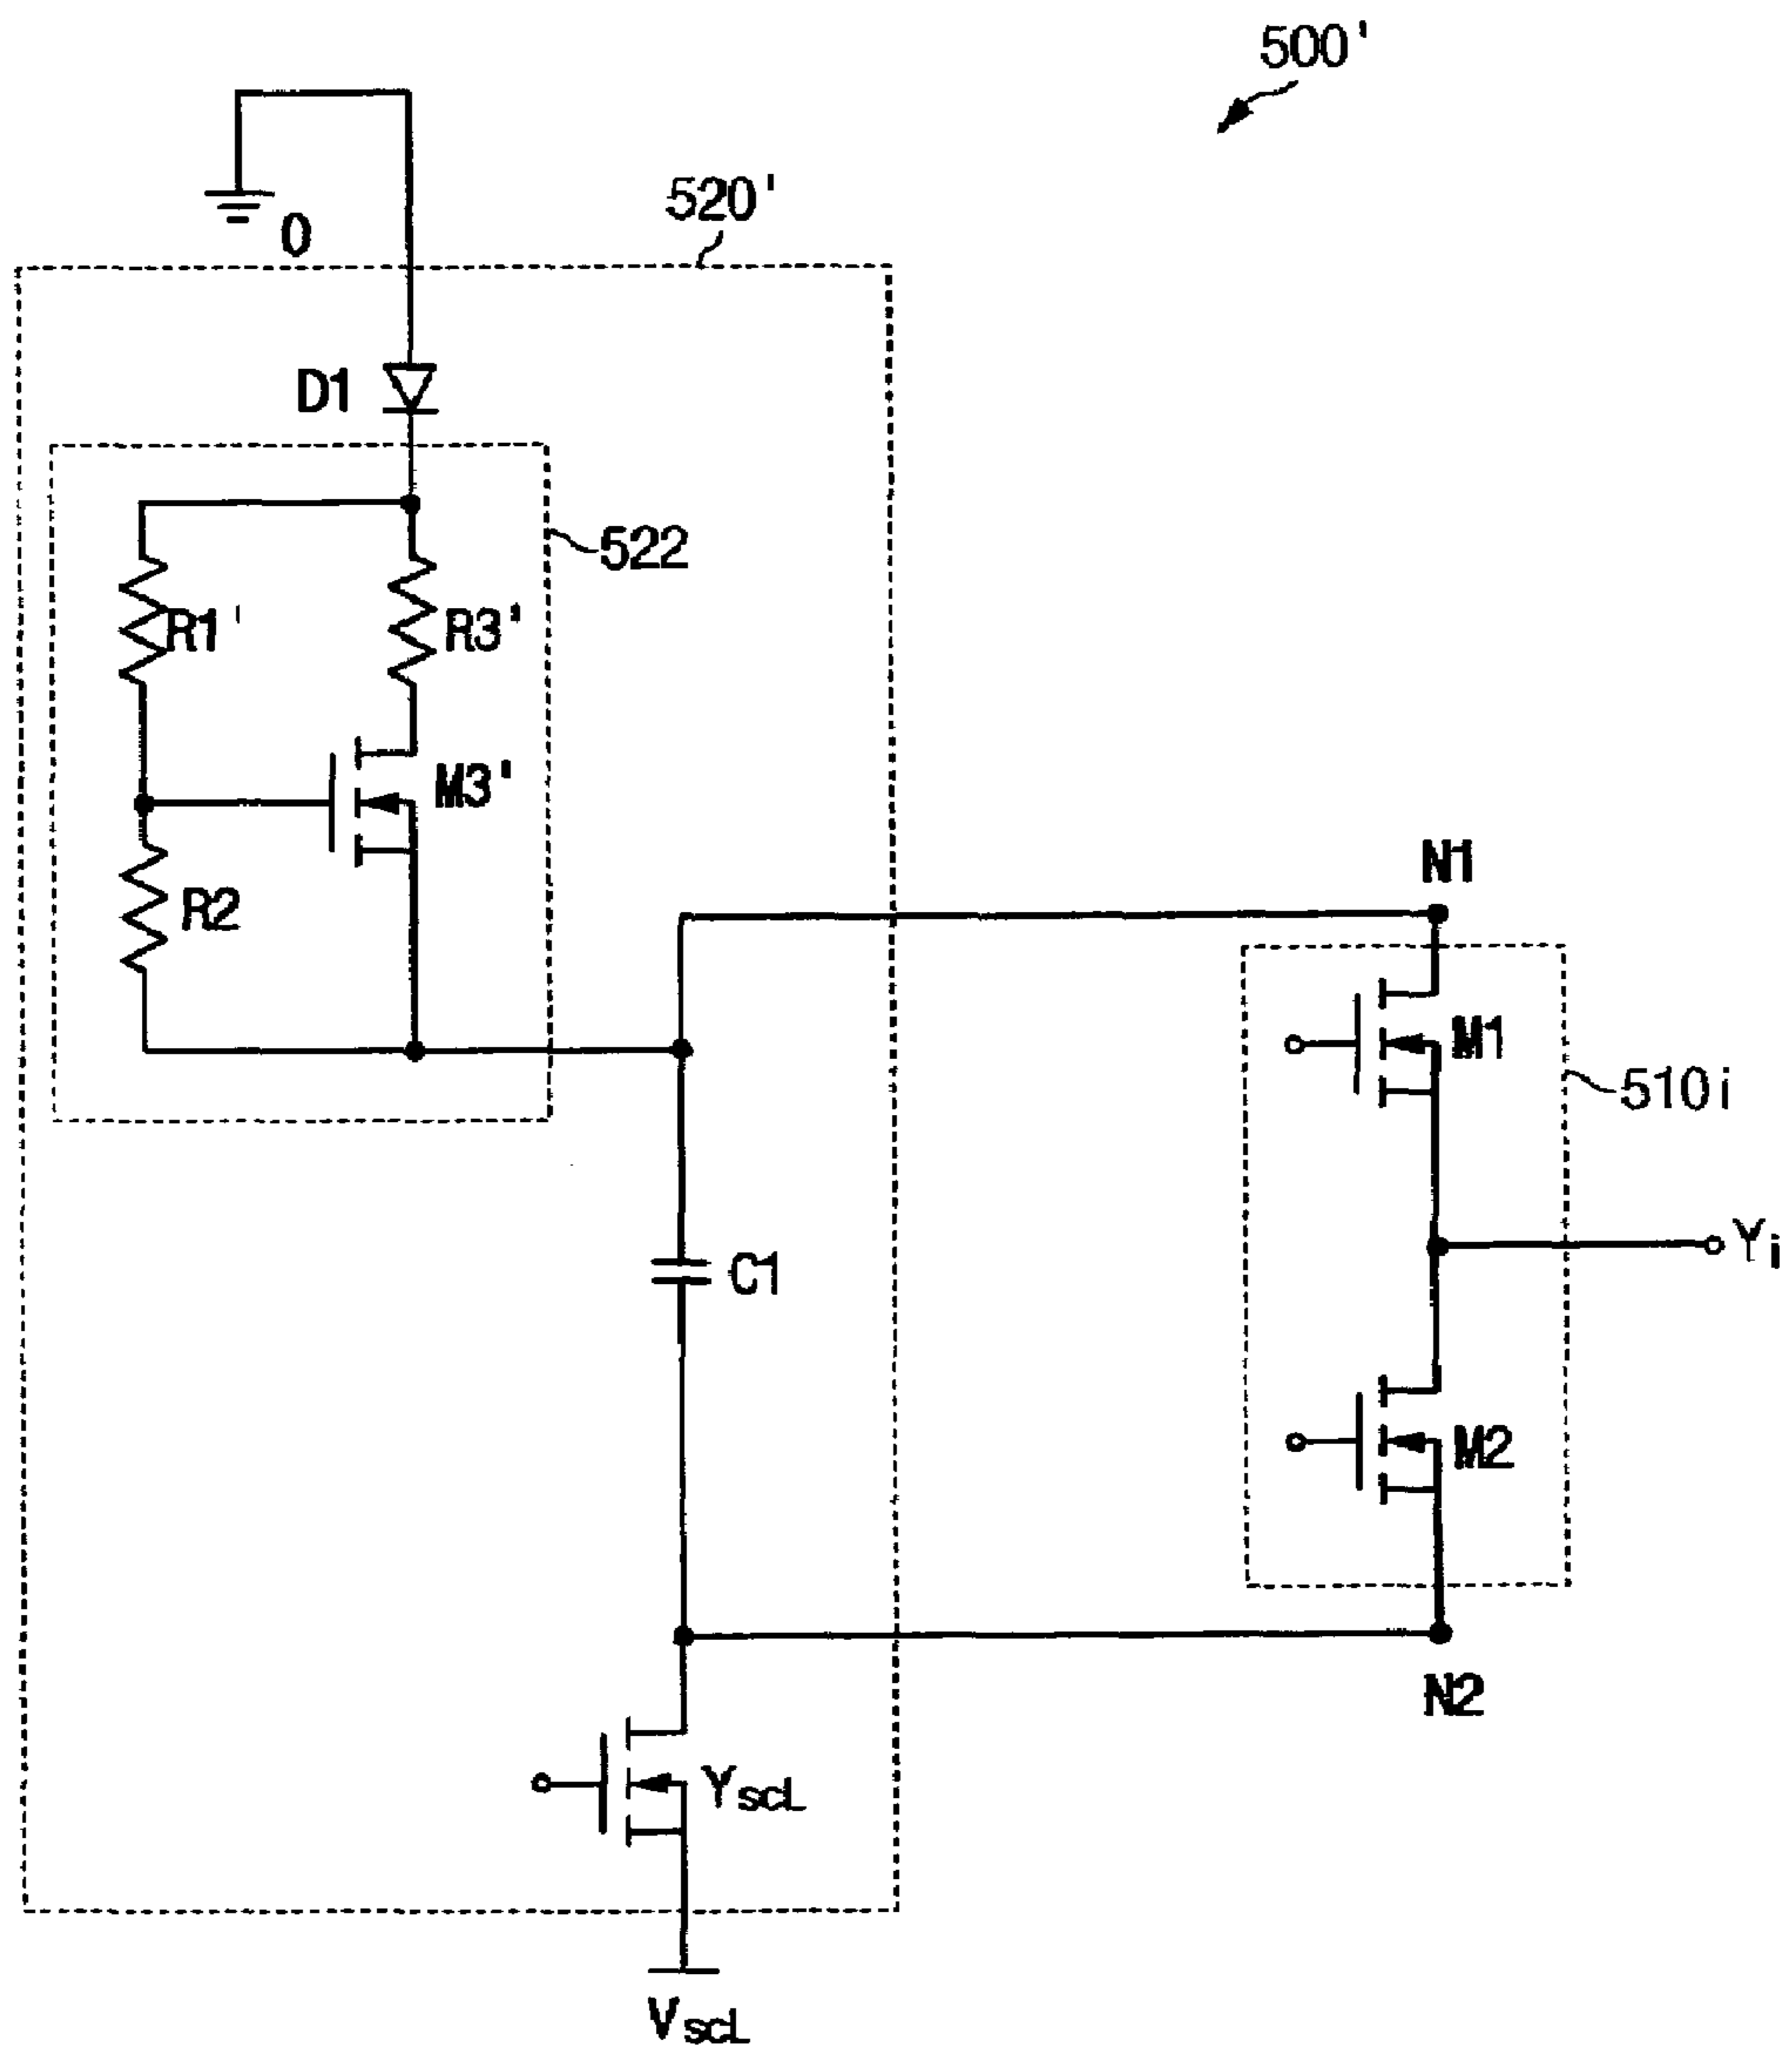 500'
520'
0
D1
522
R1'
R3'
M3'
R2
N1
M1
510i
Yi
C1
M2
N2
YscL
VscL